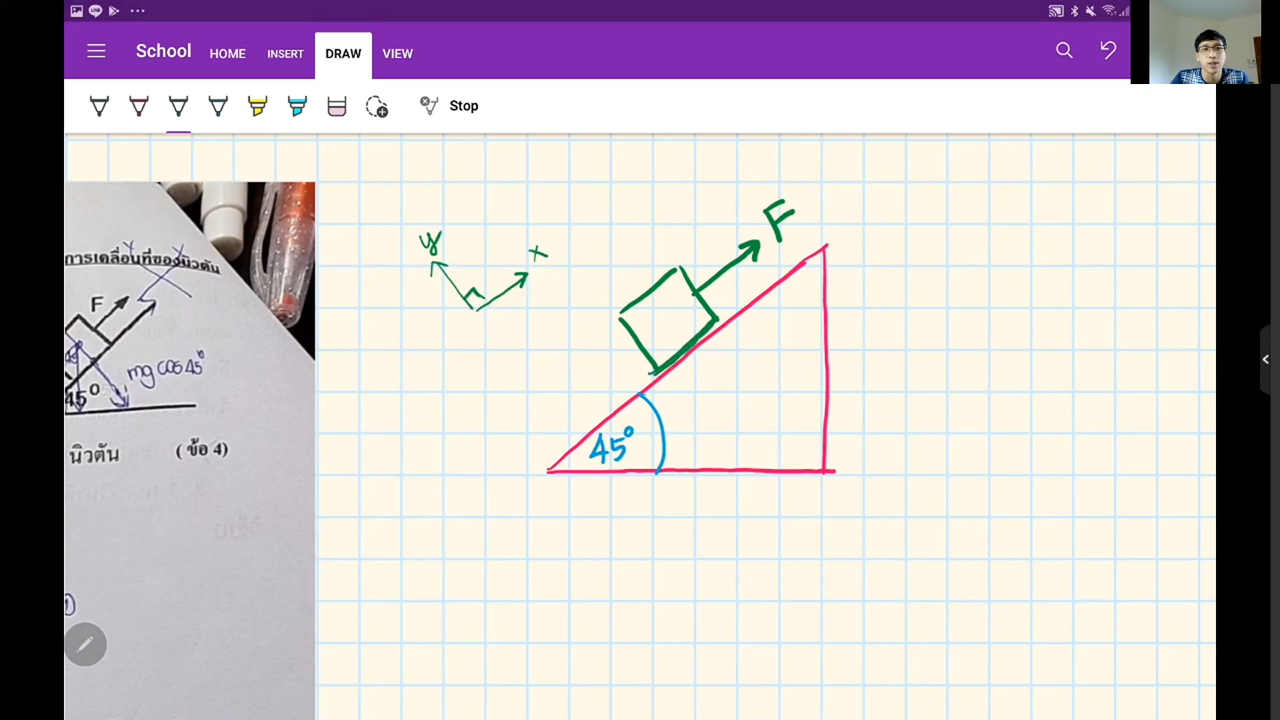 School HOME INSERT DRAW VIEW
Stop
การเคลื่อนที่ของนิวตัน
F
mg cos 45°
45°
นิวตัน ( ข้อ 4)
y
x
F
45°